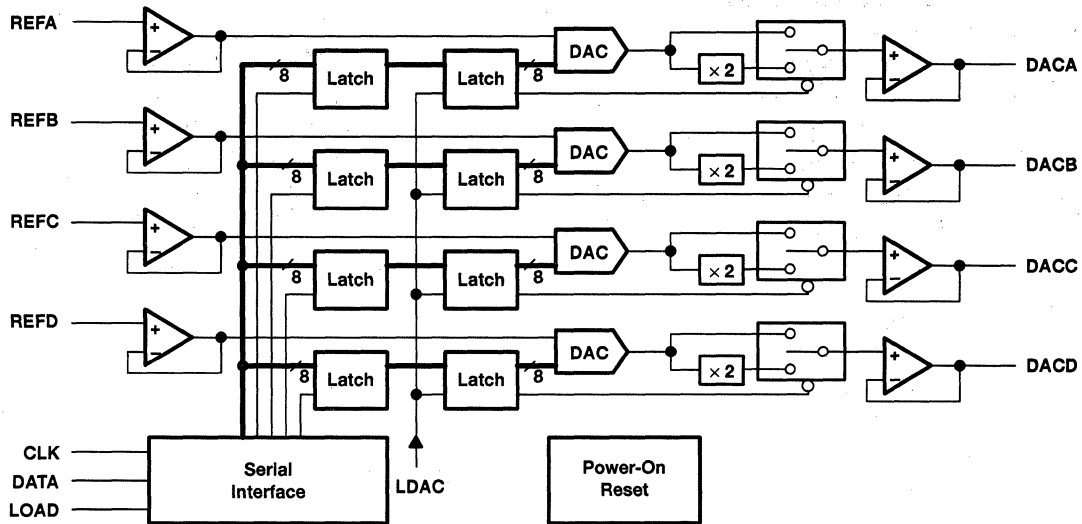 REFA
+
−
DAC
× 2
+
−
DACA
8
Latch
Latch
8
REFB
+
−
DAC
× 2
+
−
DACB
8
Latch
Latch
8
REFC
+
−
DAC
× 2
+
−
DACC
8
Latch
Latch
8
REFD
+
−
DAC
× 2
+
−
DACD
8
Latch
Latch
8
CLK
DATA
LOAD
Serial
Interface
LDAC
Power-On
Reset